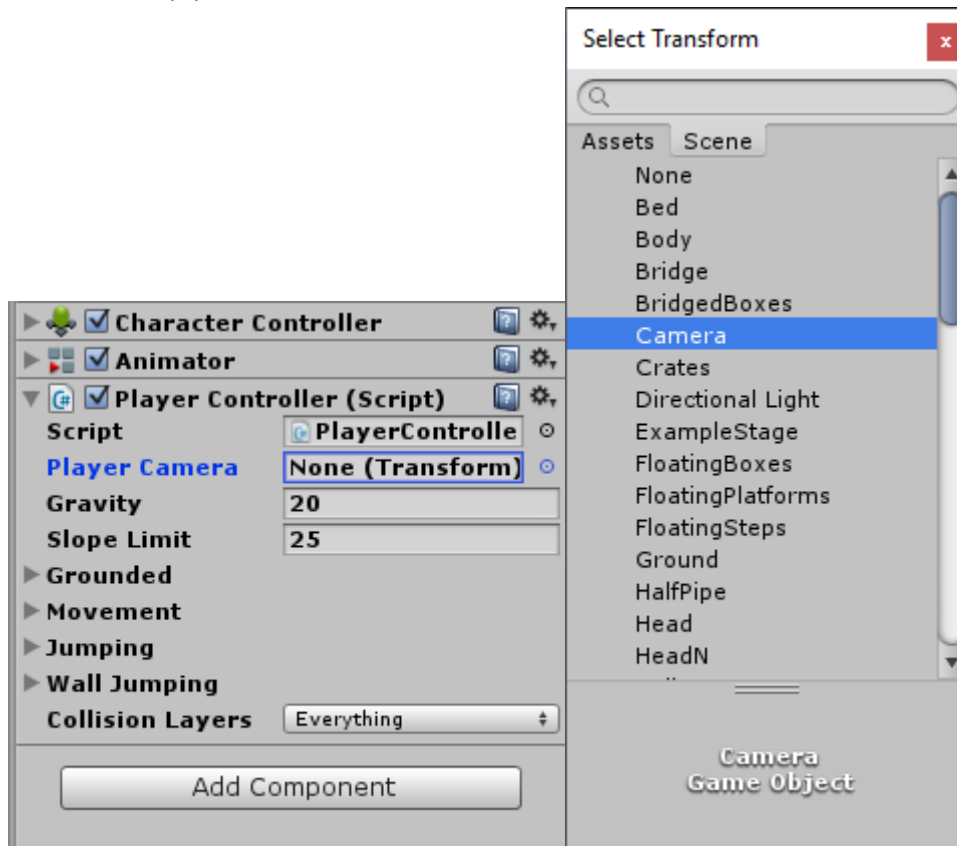 Select Transform
x
Assets Scene
None
Bed
Body
Bridge
BridgedBoxes
Camera
Crates
Directional Light
ExampleStage
FloatingBoxes
FloatingPlatforms
FloatingSteps
Ground
HalfPipe
Head
HeadN
Camera
Game Object
Character Controller
Animator
Player Controller (Script)
Script PlayerControlle
Player Camera None (Transform)
Gravity 20
Slope Limit 25
Grounded
Movement
Jumping
Wall Jumping
Collision Layers Everything
Add Component